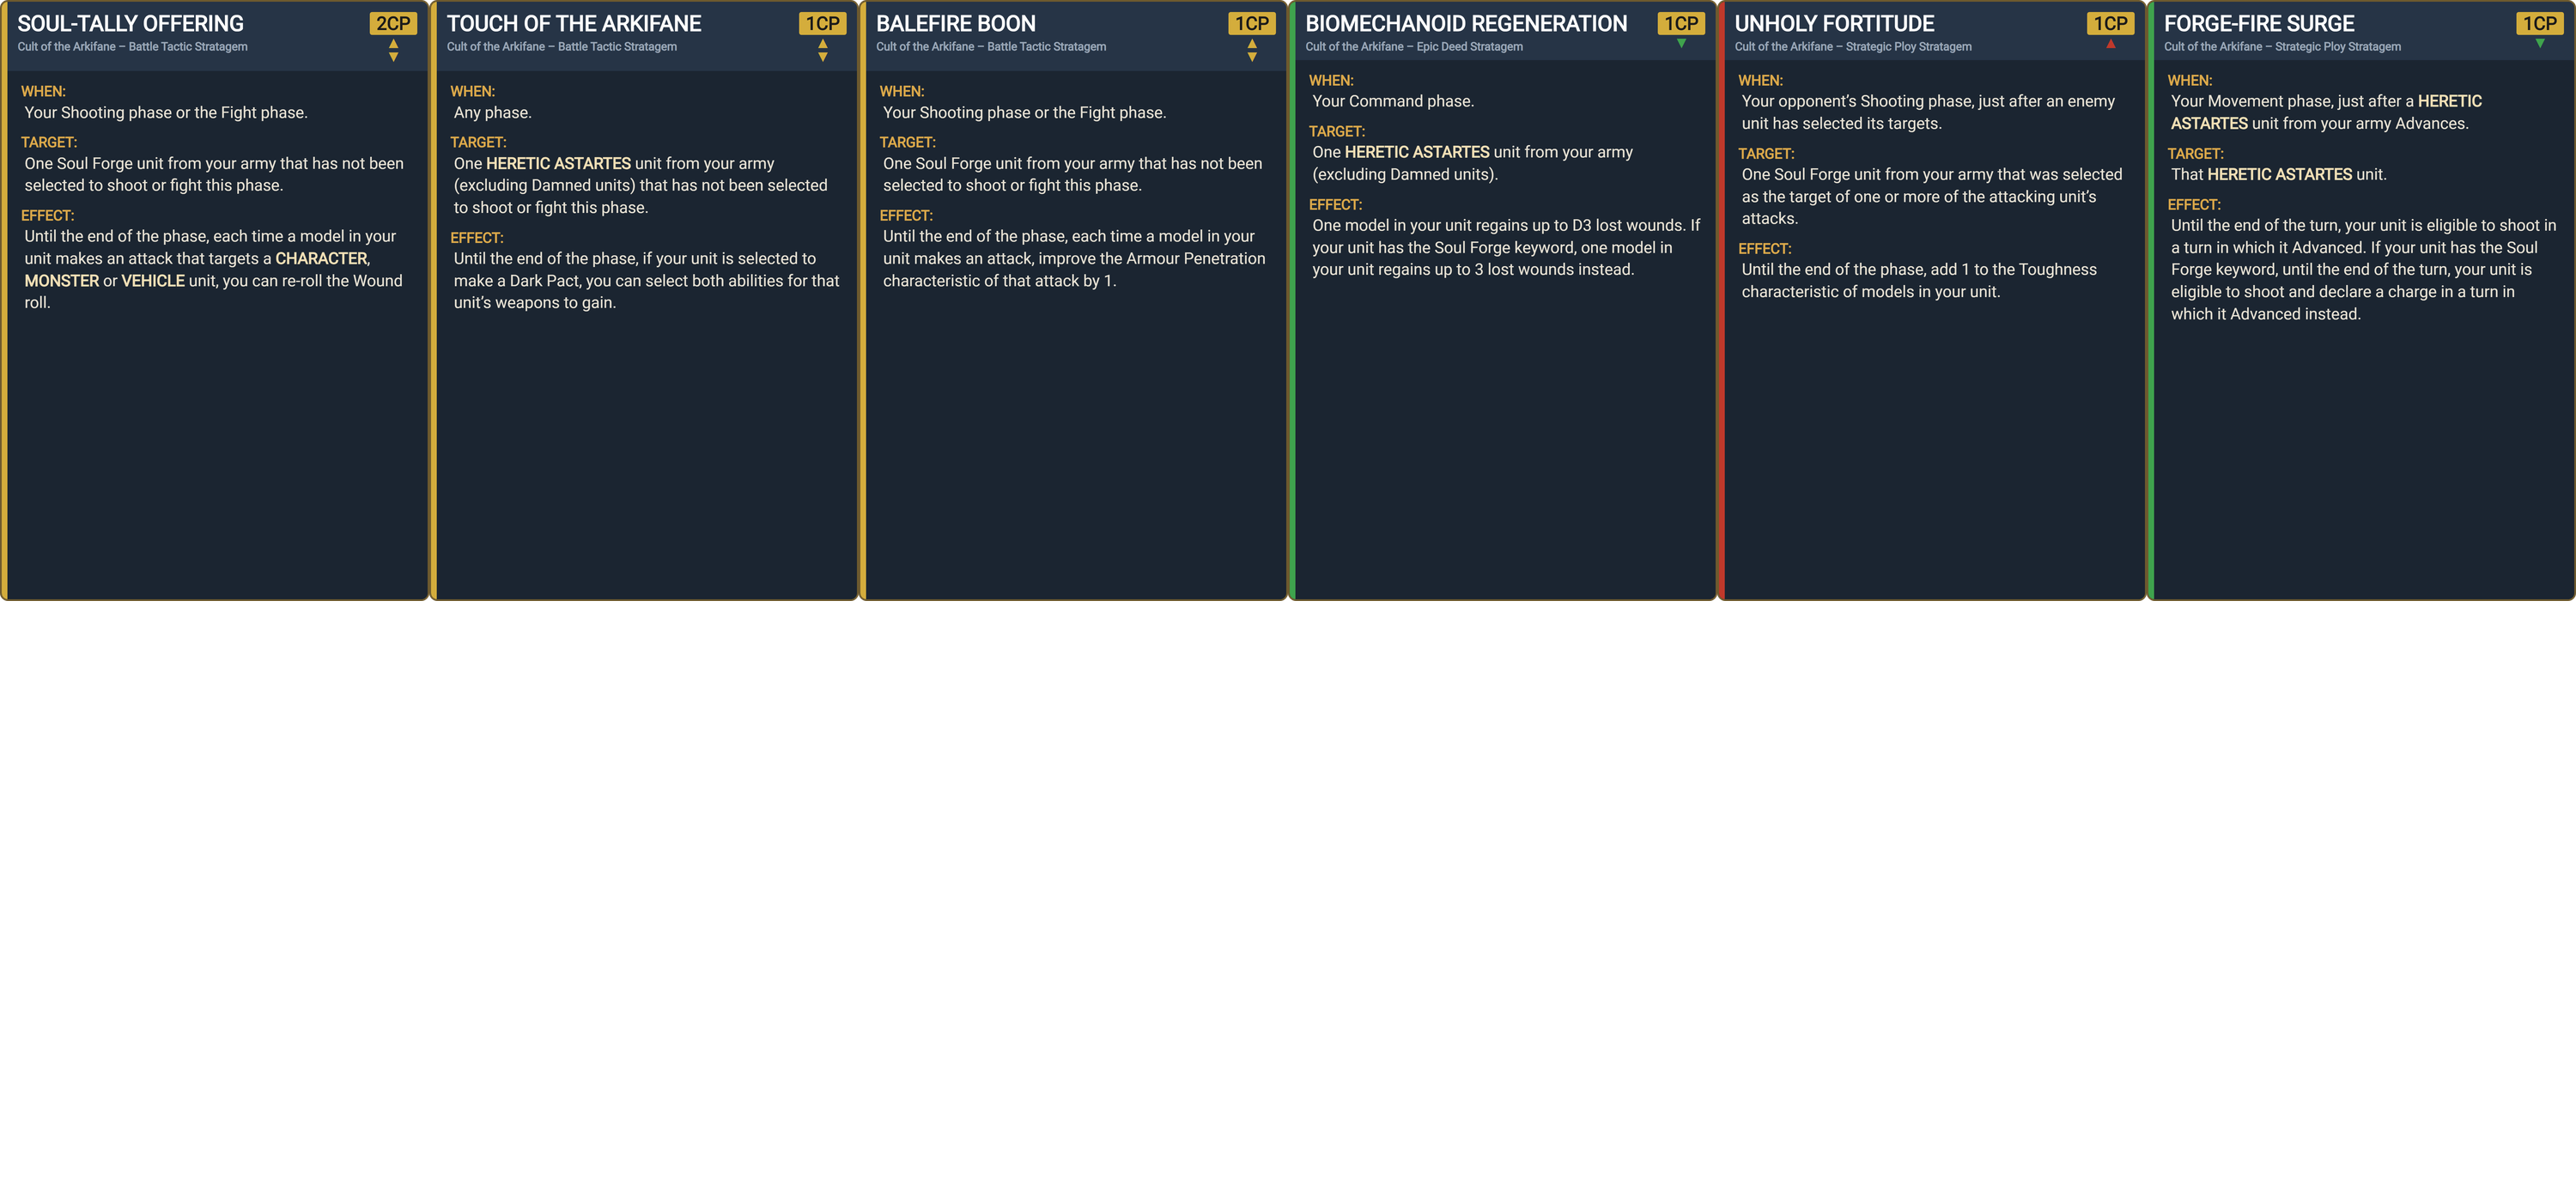 SOUL-TALLY OFFERING
2CP
Cult of the Arkifane – Battle Tactic Stratagem
WHEN:
Your Shooting phase or the Fight phase.
TARGET:
One Soul Forge unit from your army that has not been
selected to shoot or fight this phase.
EFFECT:
Until the end of the phase, each time a model in your
unit makes an attack that targets a CHARACTER,
MONSTER or VEHICLE unit, you can re-roll the Wound
roll.
TOUCH OF THE ARKIFANE
1CP
Cult of the Arkifane – Battle Tactic Stratagem
WHEN:
Any phase.
TARGET:
One HERETIC ASTARTES unit from your army
(excluding Damned units) that has not been selected
to shoot or fight this phase.
EFFECT:
Until the end of the phase, if your unit is selected to
make a Dark Pact, you can select both abilities for that
unit’s weapons to gain.
BALEFIRE BOON
1CP
Cult of the Arkifane – Battle Tactic Stratagem
WHEN:
Your Shooting phase or the Fight phase.
TARGET:
One Soul Forge unit from your army that has not been
selected to shoot or fight this phase.
EFFECT:
Until the end of the phase, each time a model in your
unit makes an attack, improve the Armour Penetration
characteristic of that attack by 1.
BIOMECHANOID REGENERATION
1CP
Cult of the Arkifane – Epic Deed Stratagem
WHEN:
Your Command phase.
TARGET:
One HERETIC ASTARTES unit from your army
(excluding Damned units).
EFFECT:
One model in your unit regains up to D3 lost wounds. If
your unit has the Soul Forge keyword, one model in
your unit regains up to 3 lost wounds instead.
UNHOLY FORTITUDE
1CP
Cult of the Arkifane – Strategic Ploy Stratagem
WHEN:
Your opponent’s Shooting phase, just after an enemy
unit has selected its targets.
TARGET:
One Soul Forge unit from your army that was selected
as the target of one or more of the attacking unit’s
attacks.
EFFECT:
Until the end of the phase, add 1 to the Toughness
characteristic of models in your unit.
FORGE-FIRE SURGE
1CP
Cult of the Arkifane – Strategic Ploy Stratagem
WHEN:
Your Movement phase, just after a HERETIC
ASTARTES unit from your army Advances.
TARGET:
That HERETIC ASTARTES unit.
EFFECT:
Until the end of the turn, your unit is eligible to shoot in
a turn in which it Advanced. If your unit has the Soul
Forge keyword, until the end of the turn, your unit is
eligible to shoot and declare a charge in a turn in
which it Advanced instead.